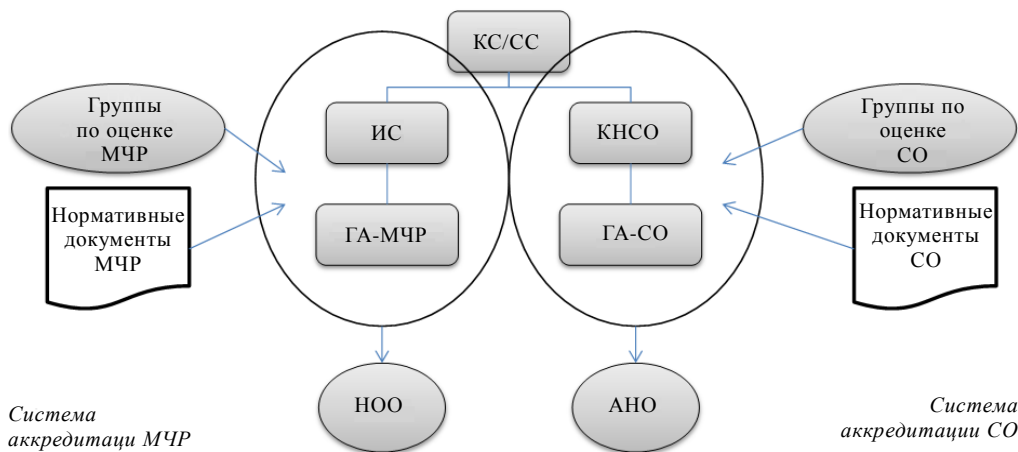 КС/СС
Группы
по оценке
МЧР
ИС
КНСО
Группы по
оценке
СО
Нормативные
документы
МЧР
ГА-МЧР
ГА-СО
Нормативные
документы
СО
НОО
АНО
Система
аккредитаци МЧР
Система
аккредитации СО